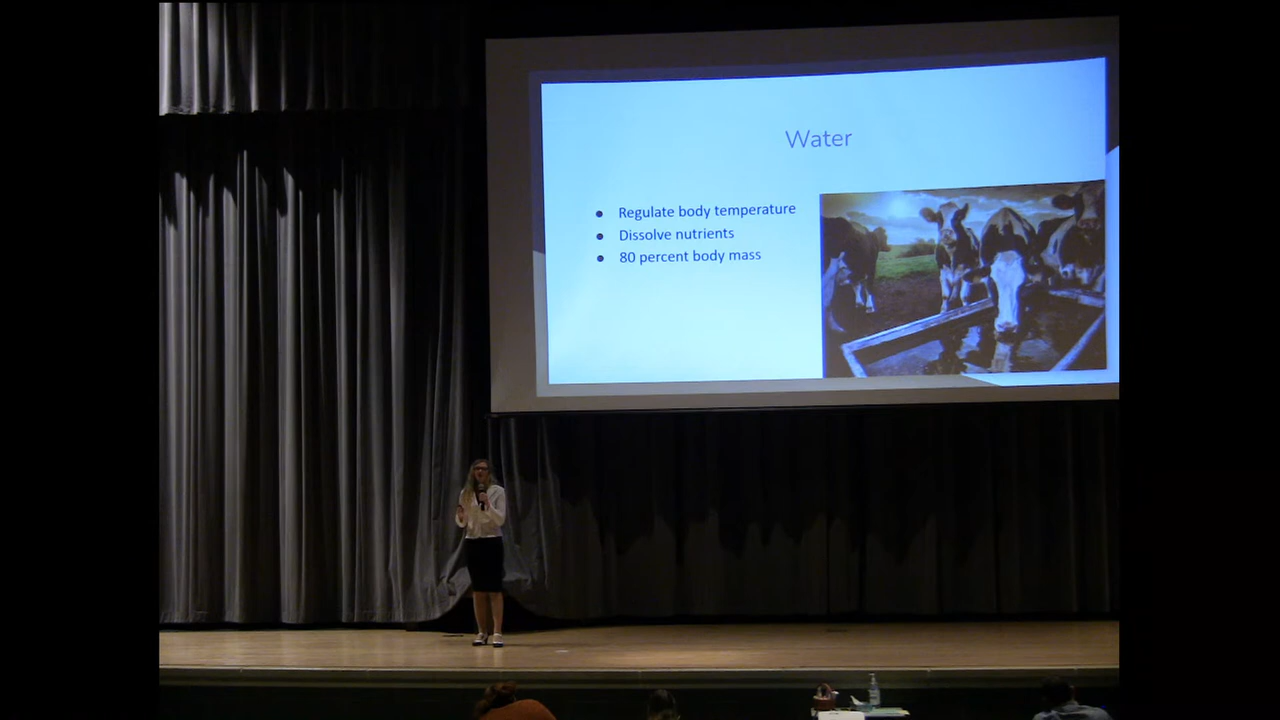 Water
Regulate body temperature
Dissolve nutrients
80 percent body mass